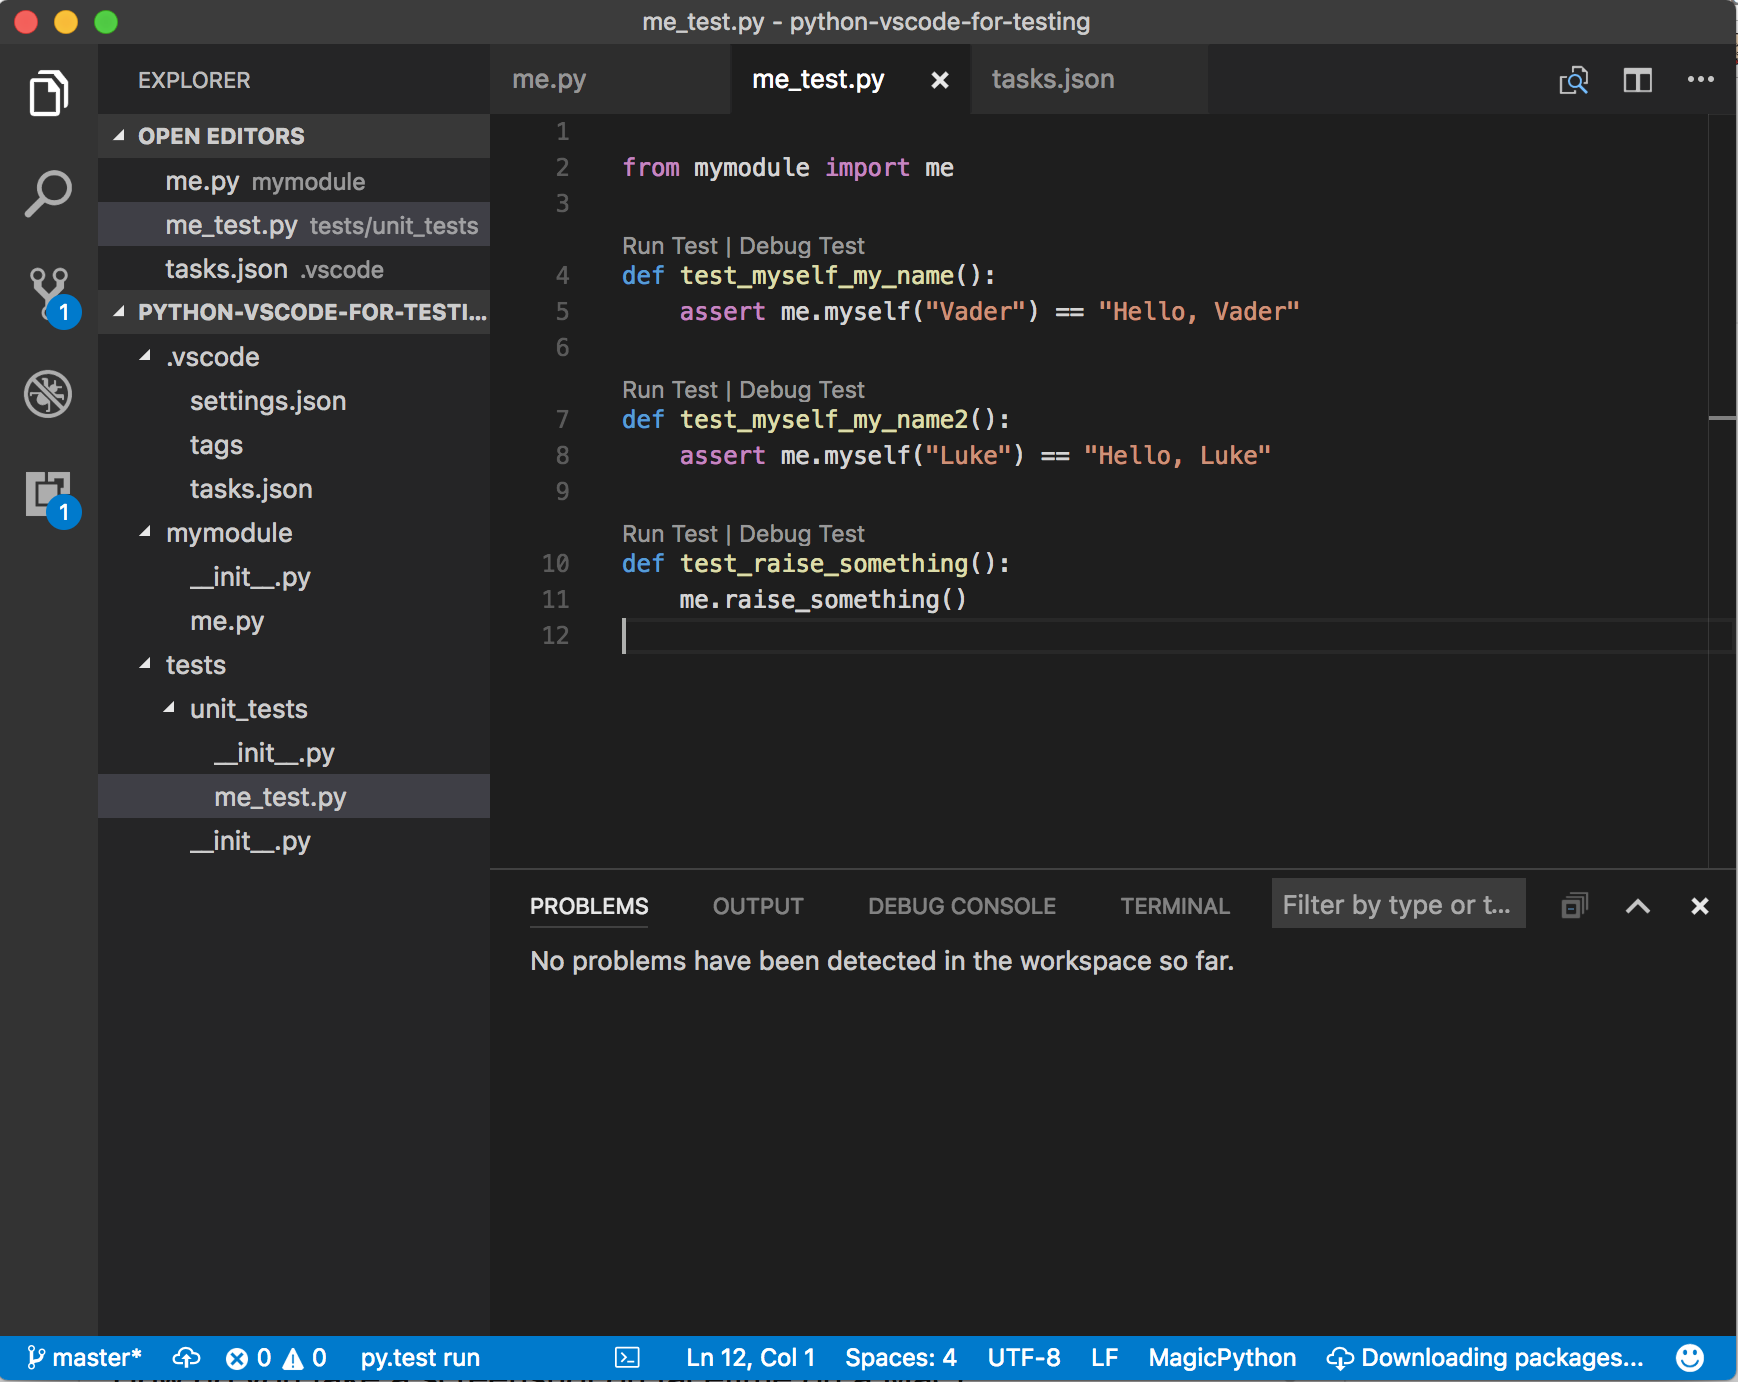 me_test.py - python-vscode-for-testing
EXPLORER
OPEN EDITORS
me.py mymodule
me_test.py tests/unit_tests
tasks.json .vscode
PYTHON-VSCODE-FOR-TESTI...
.vscode
settings.json
tags
tasks.json
mymodule
__init__.py
me.py
tests
unit_tests
__init__.py
me_test.py
__init__.py
1
1
me.py me_test.py tasks.json
1
2 from mymodule import me
3
Run Test | Debug Test
4 def test_myself_my_name():
5 assert me.myself("Vader") == "Hello, Vader"
6
Run Test | Debug Test
7 def test_myself_my_name2():
8 assert me.myself("Luke") == "Hello, Luke"
9
Run Test | Debug Test
10 def test_raise_something():
11 me.raise_something()
12
PROBLEMS OUTPUT DEBUG CONSOLE TERMINAL Filter by type or t...
No problems have been detected in the workspace so far.
master* 0 0 py.test run Ln 12, Col 1 Spaces: 4 UTF-8 LF MagicPython Downloading packages...